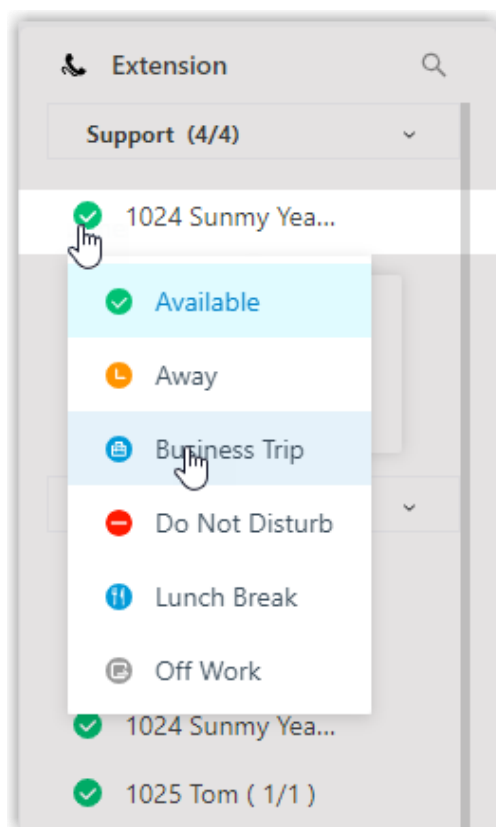 Extension
Support (4/4)
1024 Sunmy Yea...
Available
Away
Business Trip
Do Not Disturb
Lunch Break
Off Work
1024 Sunmy Yea...
1025 Tom ( 1/1 )